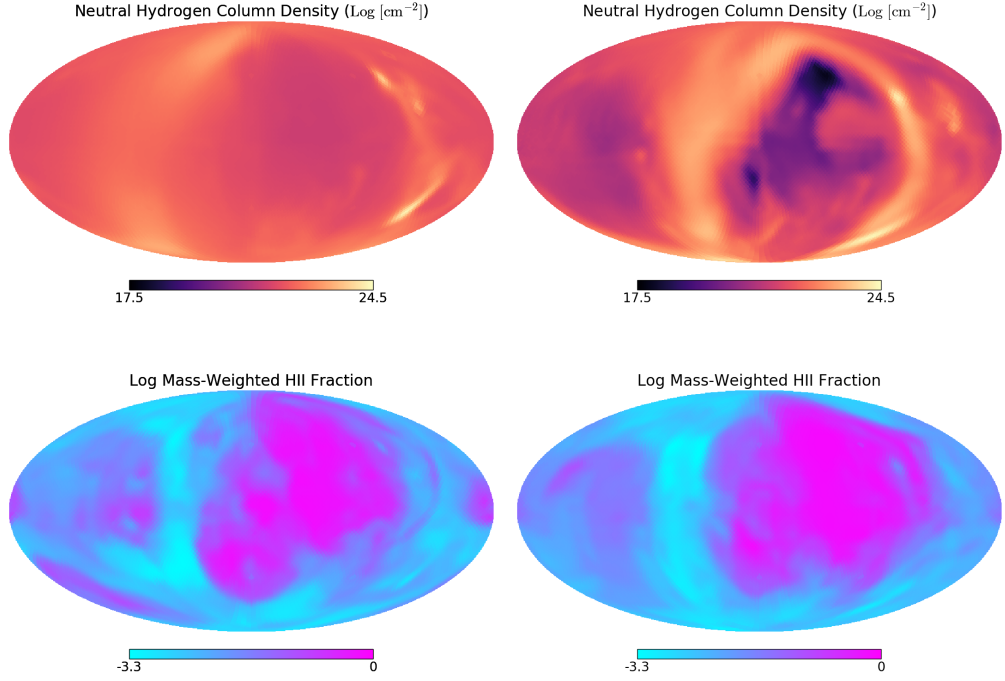 Neutral Hydrogen Column Density (Log [cm⁻²])
Neutral Hydrogen Column Density (Log [cm⁻²])
17.5 24.5
17.5 24.5
Log Mass-Weighted HII Fraction
Log Mass-Weighted HII Fraction
-3.3 0
-3.3 0